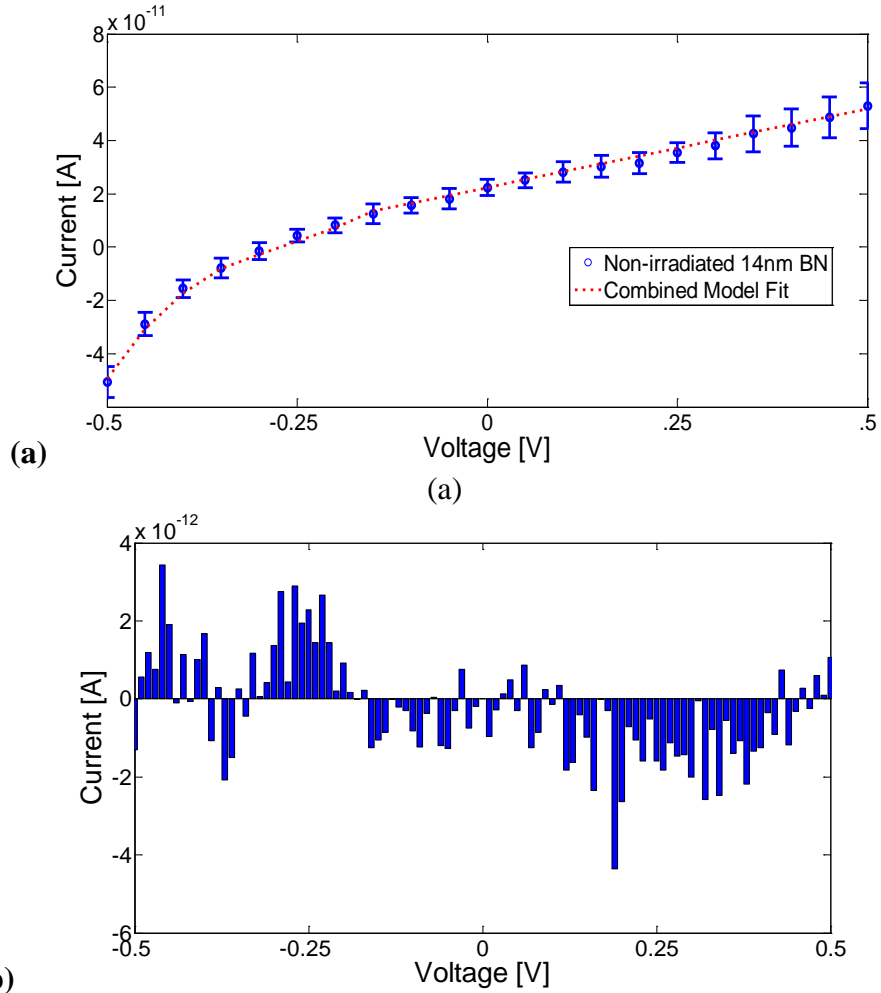 x 10^-11
8
6
4
2
0
-2
-4
Current [A]
Non-irradiated 14nm BN
Combined Model Fit
-0.5 -0.25 0 .25 .5
Voltage [V]
(a)
(a)
x 10^-12
4
2
0
-2
-4
-6
Current [A]
-0.5 -0.25 0 0.25 0.5
Voltage [V]